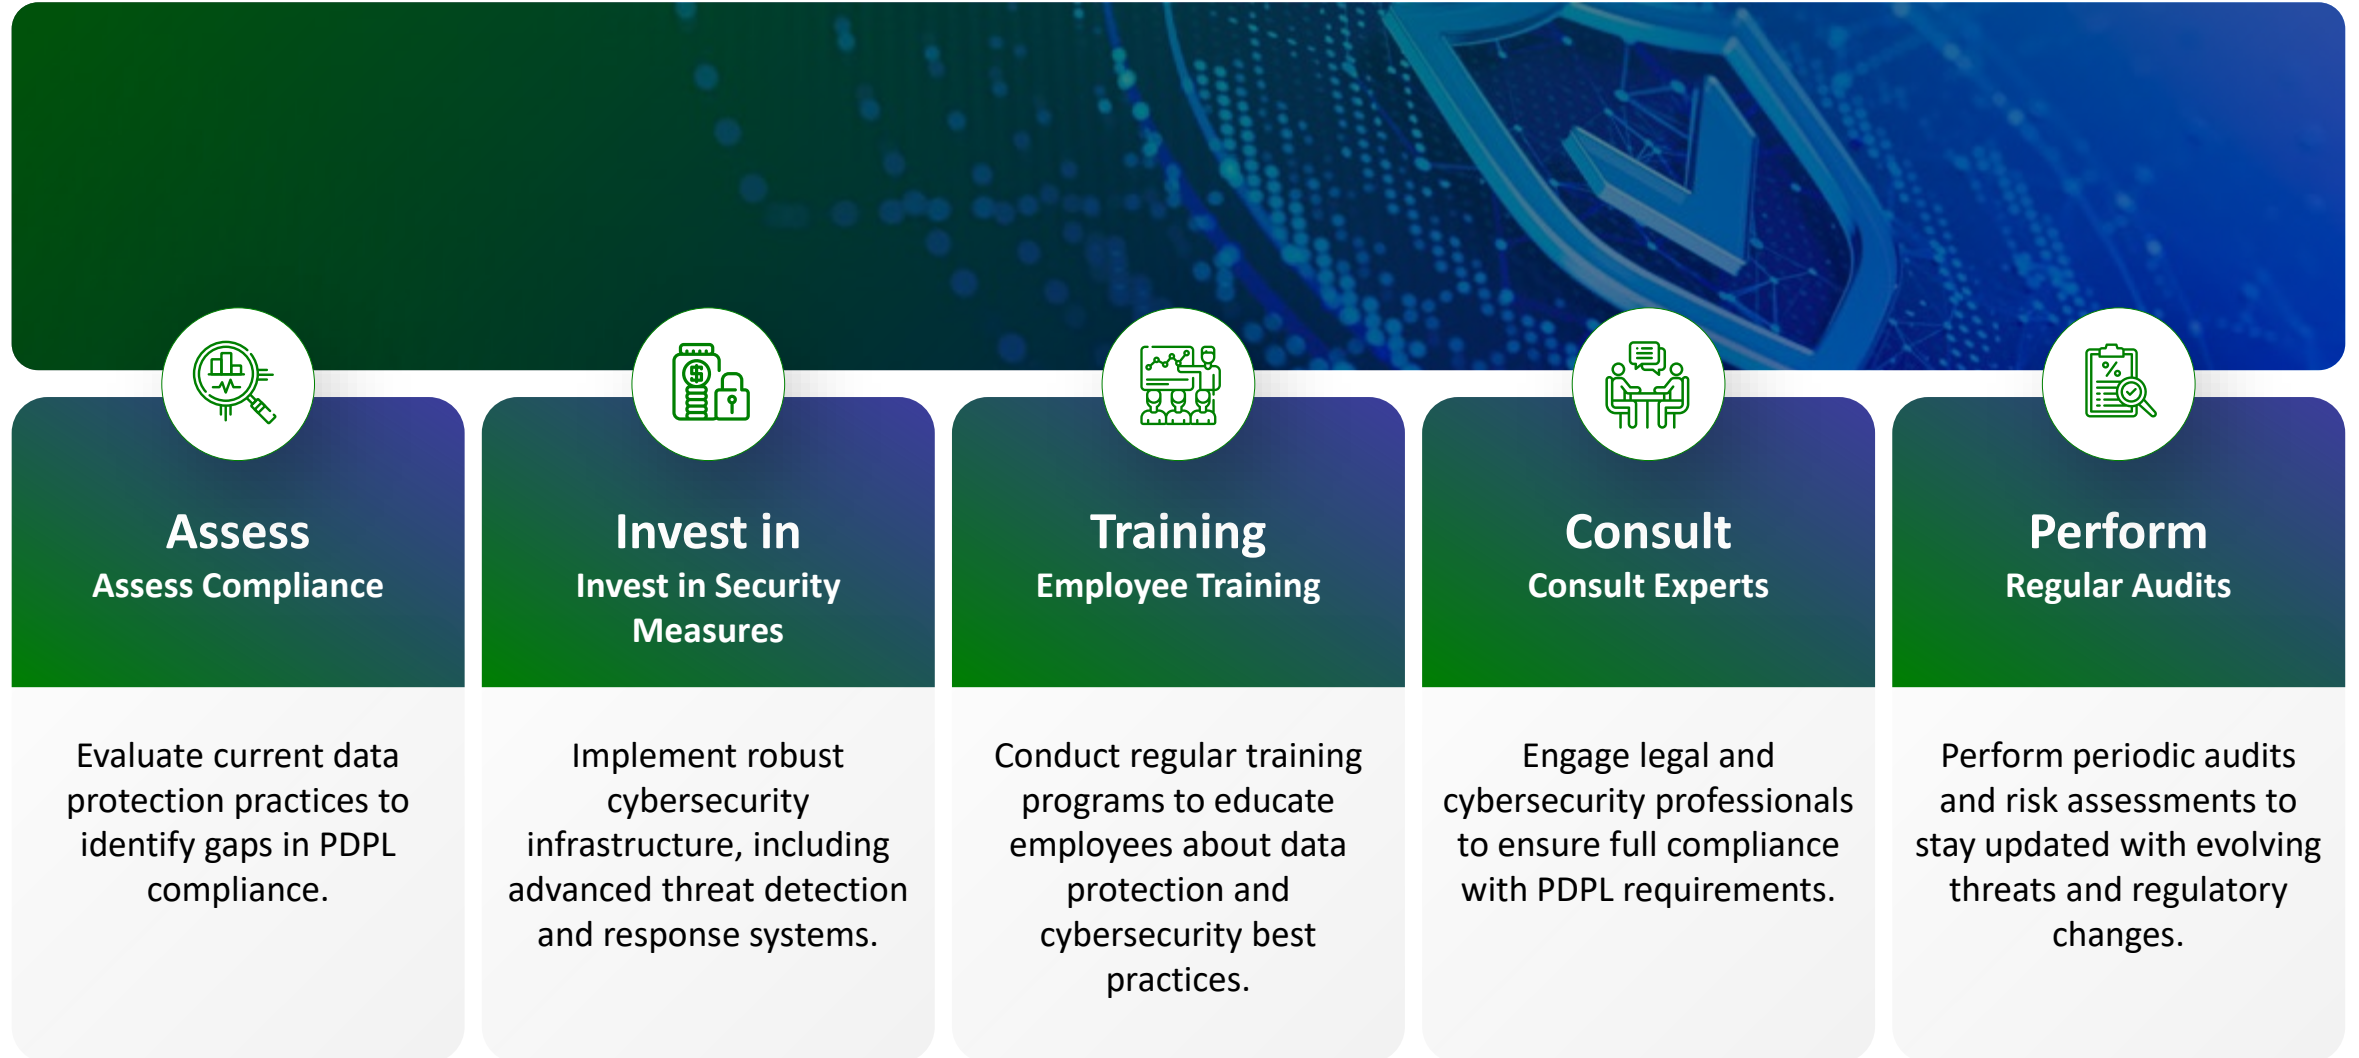 Assess
Assess Compliance
Evaluate current data
protection practices to
identify gaps in PDPL
compliance.
Invest in
Invest in Security
Measures
Implement robust
cybersecurity
infrastructure, including
advanced threat detection
and response systems.
Training
Employee Training
Conduct regular training
programs to educate
employees about data
protection and
cybersecurity best
practices.
Consult
Consult Experts
Engage legal and
cybersecurity professionals
to ensure full compliance
with PDPL requirements.
Perform
Regular Audits
Perform periodic audits
and risk assessments to
stay updated with evolving
threats and regulatory
changes.